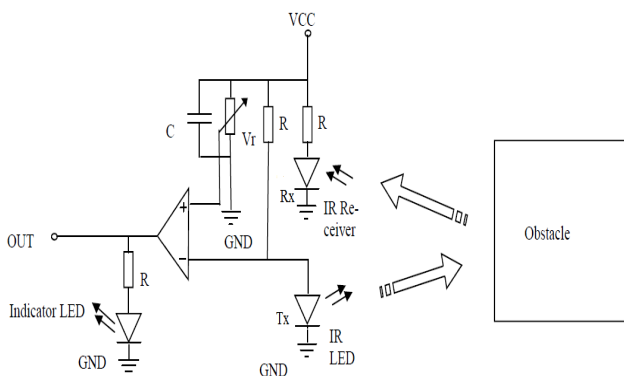 VCC
C
Vr
R
R
Rx
IR Re-
ceiver
Obstacle
+
GND
OUT
−
R
Indicator LED
Tx
IR
LED
GND
GND